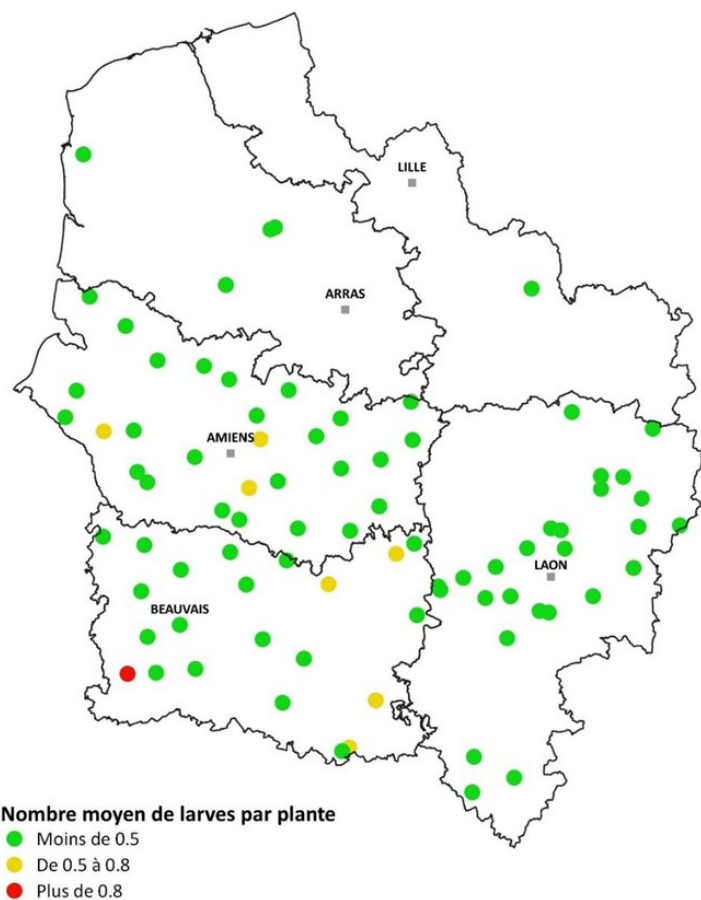 LILLE
ARRAS
AMIENS
LAON
BEAUVAIS
Nombre moyen de larves par plante
Moins de 0.5
De 0.5 à 0.8
Plus de 0.8